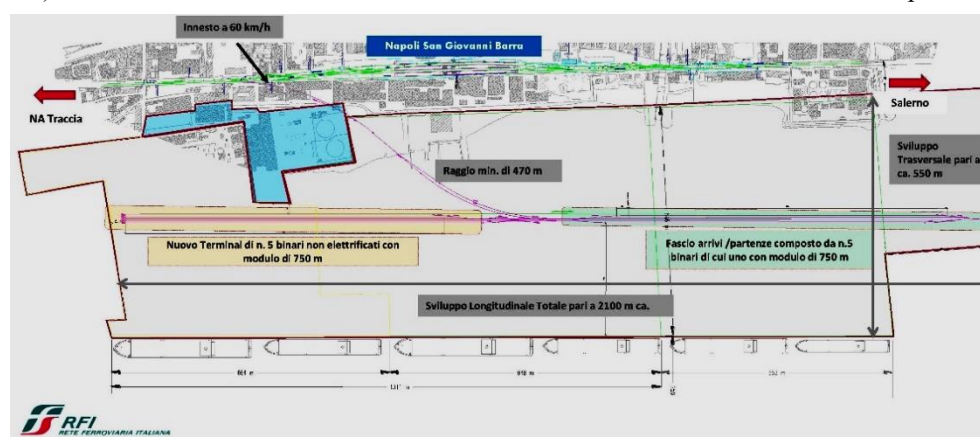 Innesto a 60 km/h
Napoli San Giovanni Barra
NA Traccia
Salerno
Sviluppo
Trasversale pari a
ca. 550 m
Raggio min. di 470 m
Nuovo Terminal di n. 5 binari non elettrificati con
modulo di 750 m
Fascio arrivi /partenze composto da n.5
binari di cui uno con modulo di 750 m
Sviluppo Longitudinale Totale pari a 2100 m ca.
RFI
RETE FERROVIARIA ITALIANA